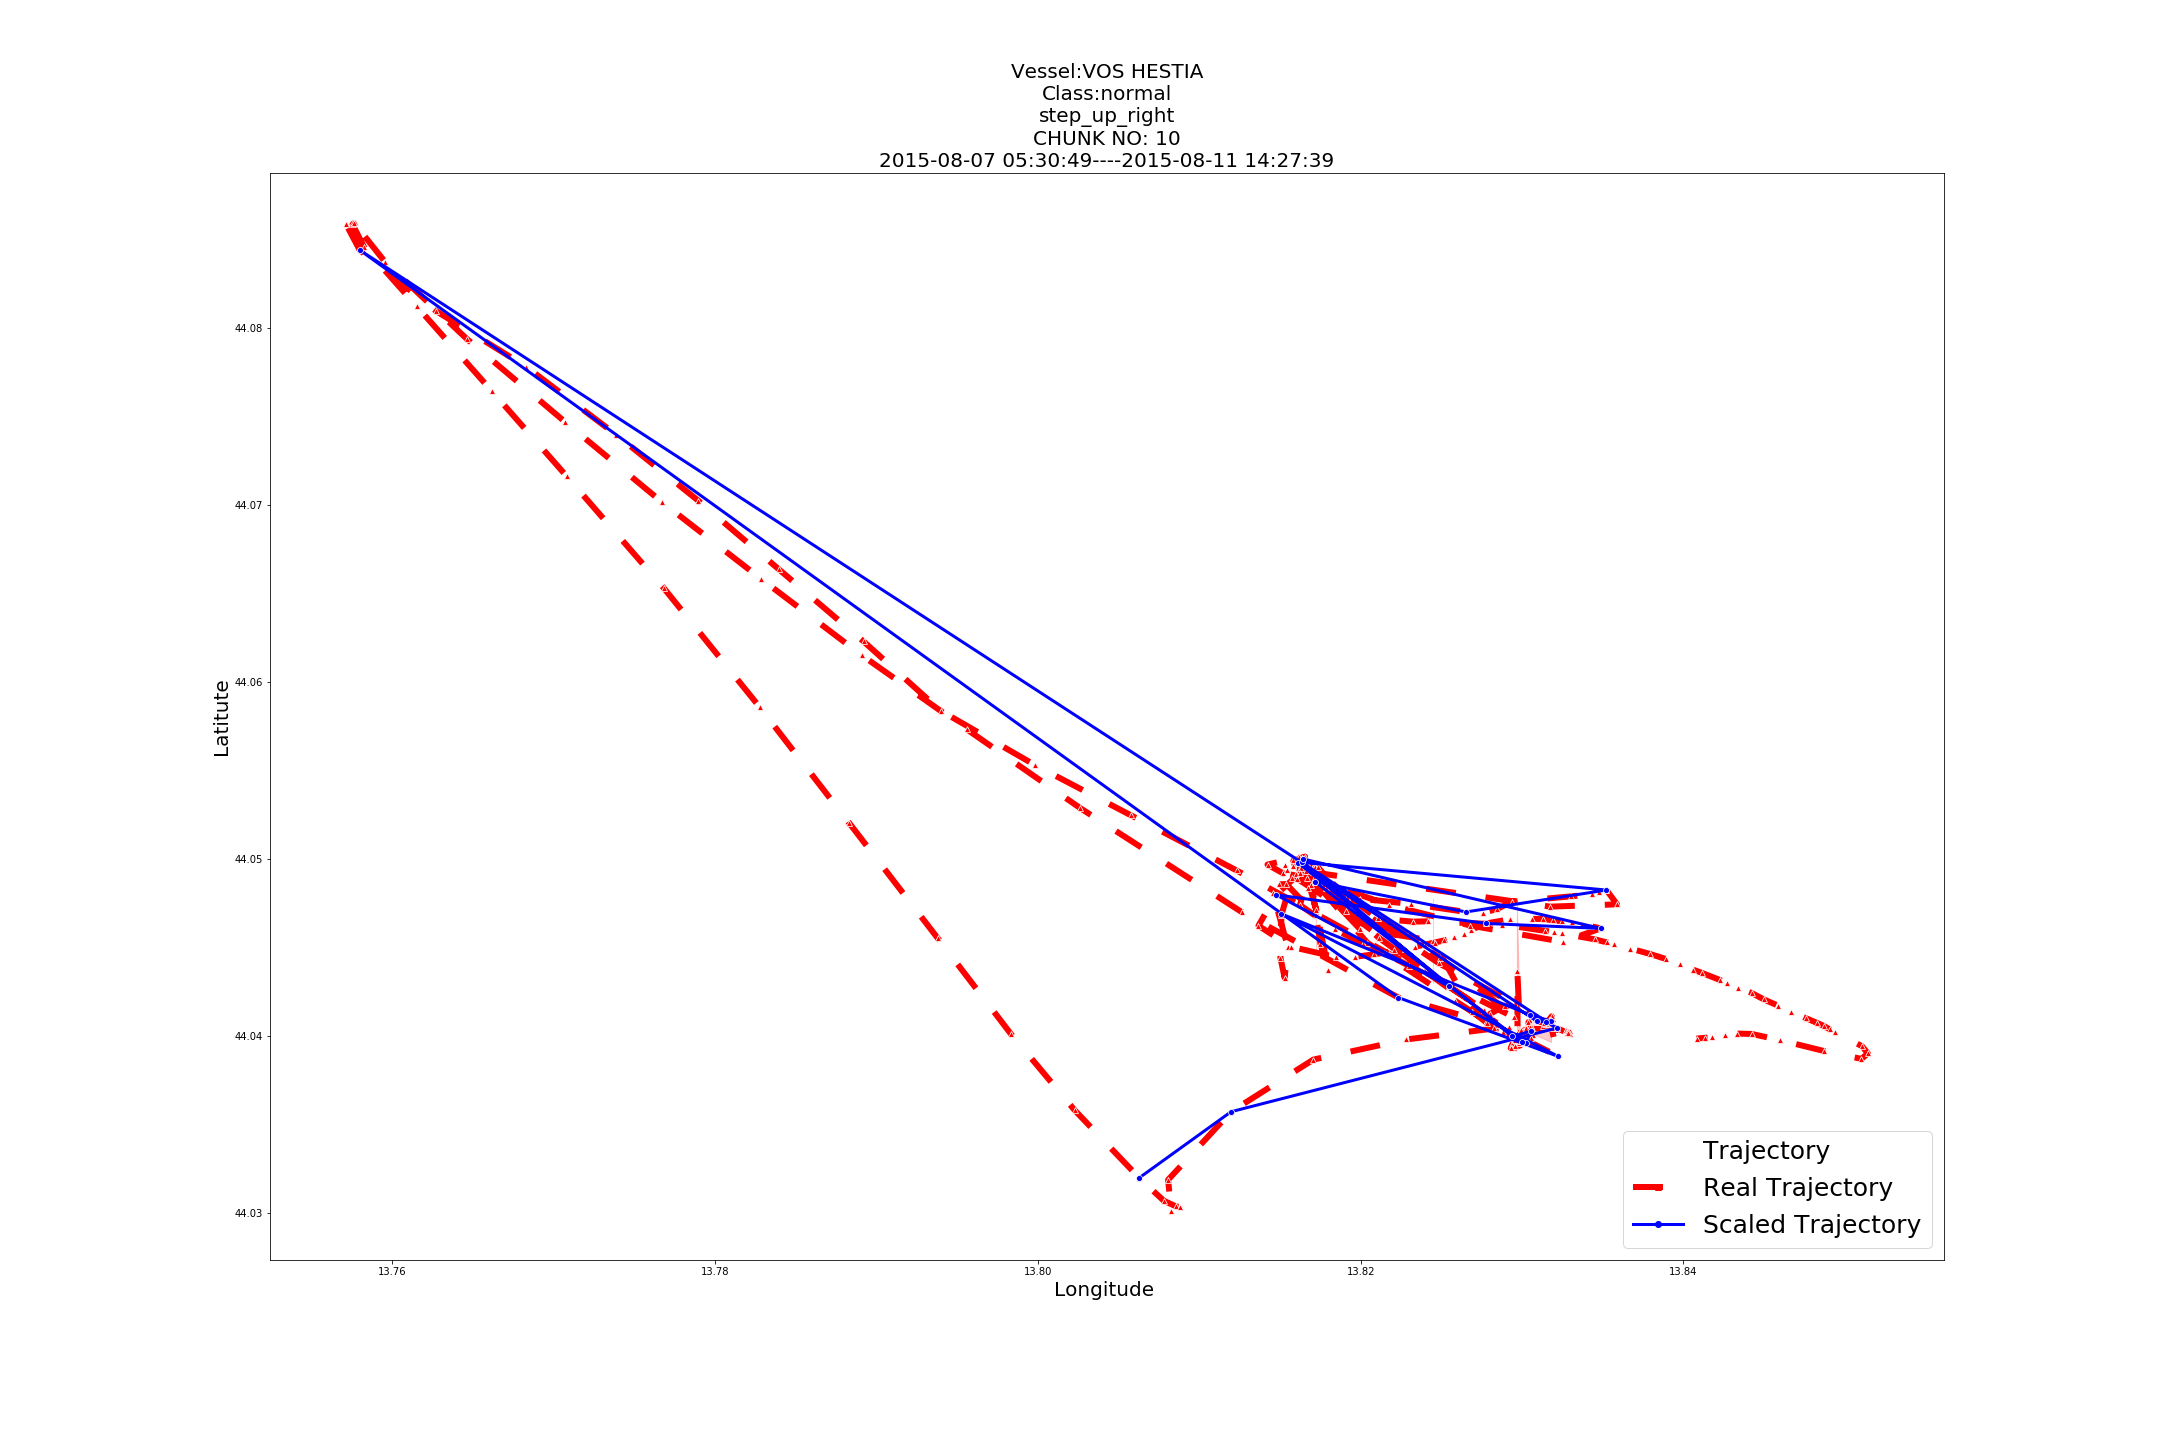 Vessel:VOS HESTIA
Class:normal
step_up_right
CHUNK NO: 10
2015-08-07 05:30:49----2015-08-11 14:27:39
44.08
44.07
44.06
44.05
44.04
44.03
Latitute
13.76
13.78
13.80
13.82
13.84
Longitude
Trajectory
Real Trajectory
Scaled Trajectory